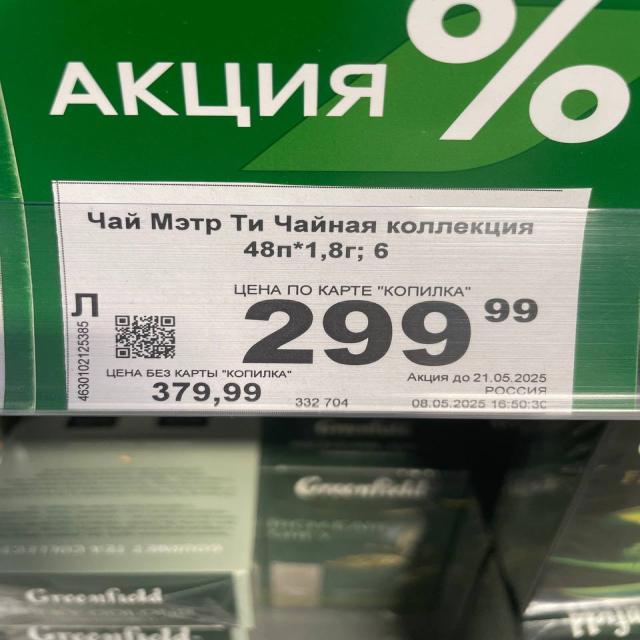 АКЦИЯ %
Чай Мэтр Ти Чайная коллекция
48п*1,8г; 6
ЦЕНА ПО КАРТЕ "КОПИЛКА"
299 99
Л
4630102125385
ЦЕНА БЕЗ КАРТЫ "КОПИЛКА"
379,99
332 704
Акция до 21.05.2025
РОССИЯ
08.05.2025 16:50:30
Greenfield
Greenfield
Greenfield